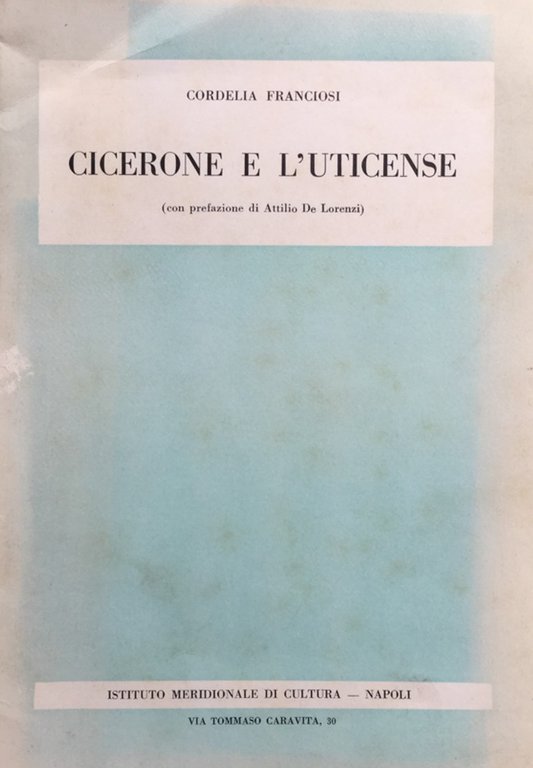 CORDELIA FRANCIOSI
CICERONE E L'UTICENSE
(con prefazione di Attilio De Lorenzi)
ISTITUTO MERIDIONALE DI CULTURA — NAPOLI
VIA TOMMASO CARAVITA, 30